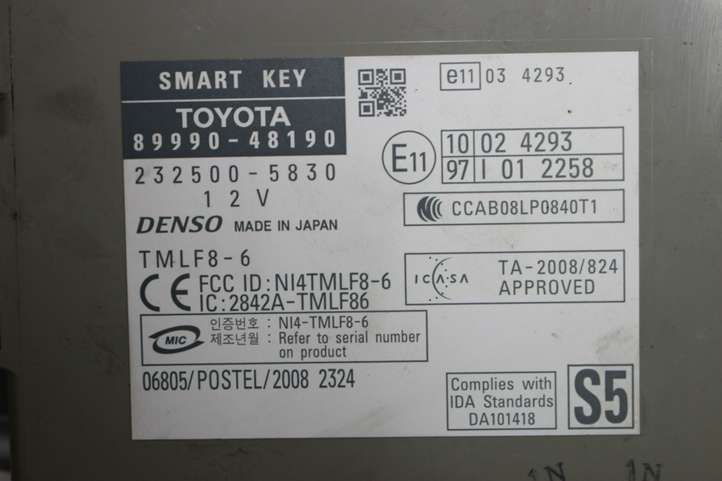 SMART KEY
TOYOTA
89990-48190
232500-5830
12V
DENSO MADE IN JAPAN
TMLF8-6
CE FCC ID: NI4TMLF8-6
IC: 2842A-TMLF86
MIC 인증번호 : NI4-TMLF8-6
제조년월 : Refer to serial number
on product
06805/POSTEL/2008 2324
e11 03 4293
E11 10 02 4293
97 I 01 2258
CCAB08LP0840T1
ICASA TA-2008/824
APPROVED
Complies with
IDA Standards
DA101418
S5
1N 1N